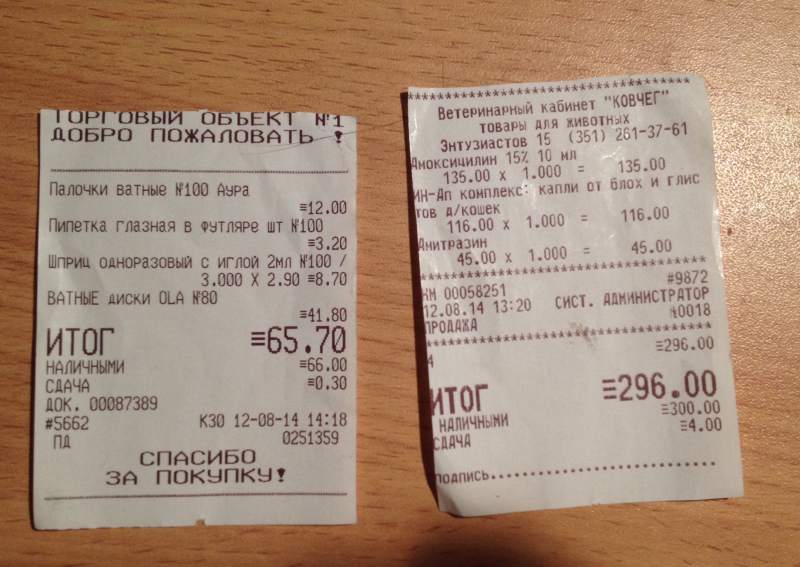 ТОРГОВЫЙ ОБЪЕКТ №1
ДОБРО ПОЖАЛОВАТЬ !
Палочки ватные №100 Аура
≡12.00
Пипетка глазная в футляре шт №100
≡3.20
Шприц одноразовый с иглой 2мл №100 /
3.000 X 2.90 ≡8.70
ВАТНЫЕ диски OLA №80
≡41.80
ИТОГ ≡65.70
НАЛИЧНЫМИ ≡66.00
СДАЧА ≡0.30
ДОК. 00087389
#5662 КЗ0 12-08-14 14:18
ПД 0251359
СПАСИБО
ЗА ПОКУПКУ!
Ветеринарный кабинет "КОВЧЕГ"
товары для животных
Энтузиастов 15 (351) 261-37-61
Амоксицилин 15% 10 мл
135.00 X 1.000 = 135.00
ИН-Ап комплекс: капли от блох и глис
тов д/кошек
116.00 X 1.000 = 116.00
Амитразин
45.00 X 1.000 = 45.00
#9872
КМ 00058251 СИСТ. АДМИНИСТРАТОР
12.08.14 13:20 №0018
ПРОДАЖА
4 ≡296.00
ИТОГ ≡296.00
НАЛИЧНЫМИ ≡300.00
СДАЧА ≡4.00
подпись..............................